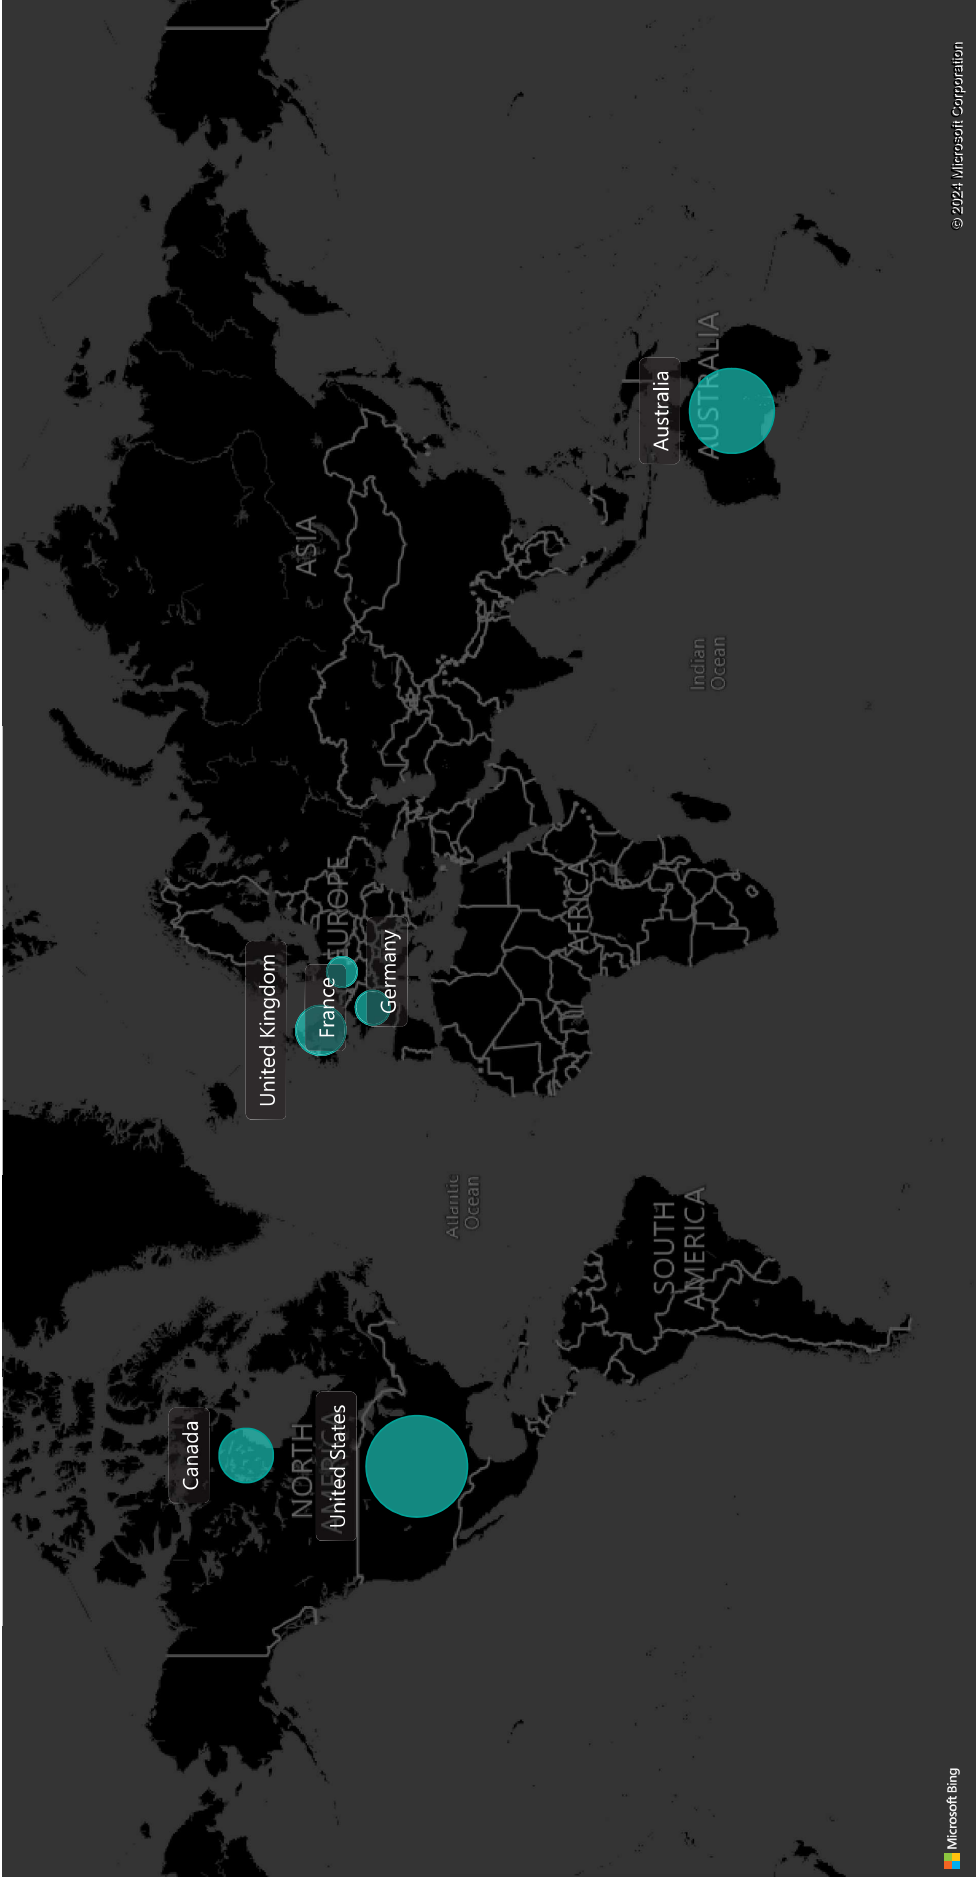 Canada
NORTH
AMERICA
United States
United Kingdom
France
Germany
EUROPE
ASIA
AFRICA
Atlantic
Ocean
SOUTH
AMERICA
Indian
Ocean
Australia
AUSTRALIA
Microsoft Bing
© 2024 Microsoft Corporation